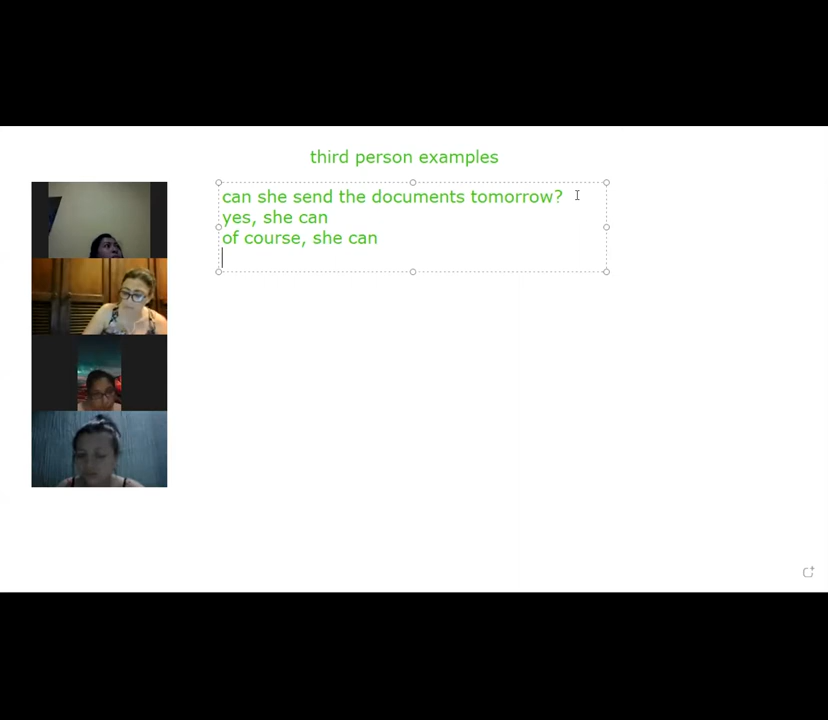 third person examples
can she send the documents tomorrow?
yes, she can
of course, she can